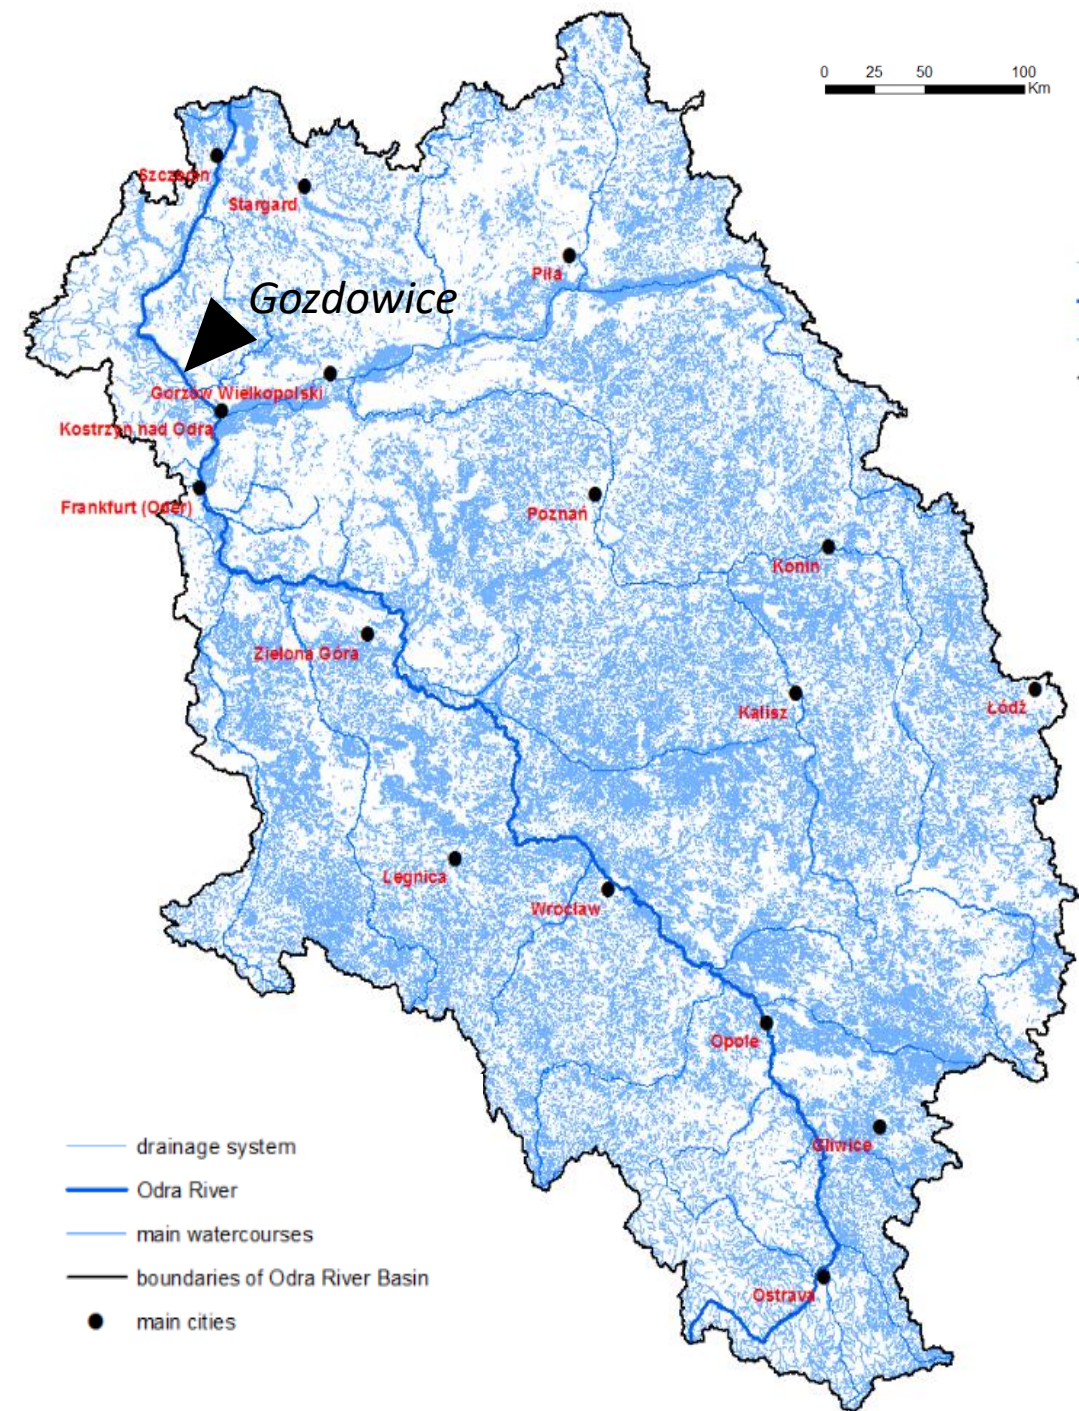 0 25 50 100
Km
Szczecin
Stargard
Piła
Gozdowice
Gorzów Wielkopolski
Kostrzyń nad Odrą
Frankfurt (Oder)
Poznań
Konin
Zielona Góra
Kalisz
Łódź
Legnica
Wrocław
Opole
Gliwice
Ostrava
drainage system
Odra River
main watercourses
boundaries of Odra River Basin
main cities